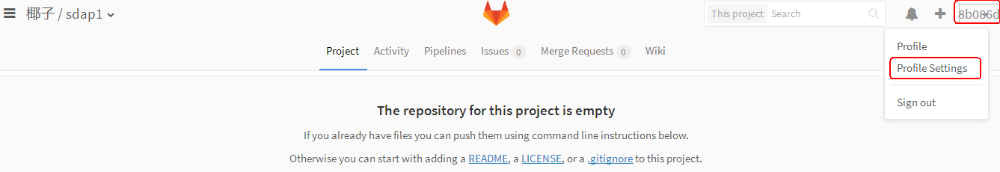 椰子 / sdap1
This project Search
8b086d
Profile
Profile Settings
Sign out
Project Activity Pipelines Issues 0 Merge Requests 0 Wiki
The repository for this project is empty
If you already have files you can push them using command line instructions below.
Otherwise you can start with adding a README, a LICENSE, or a .gitignore to this project.